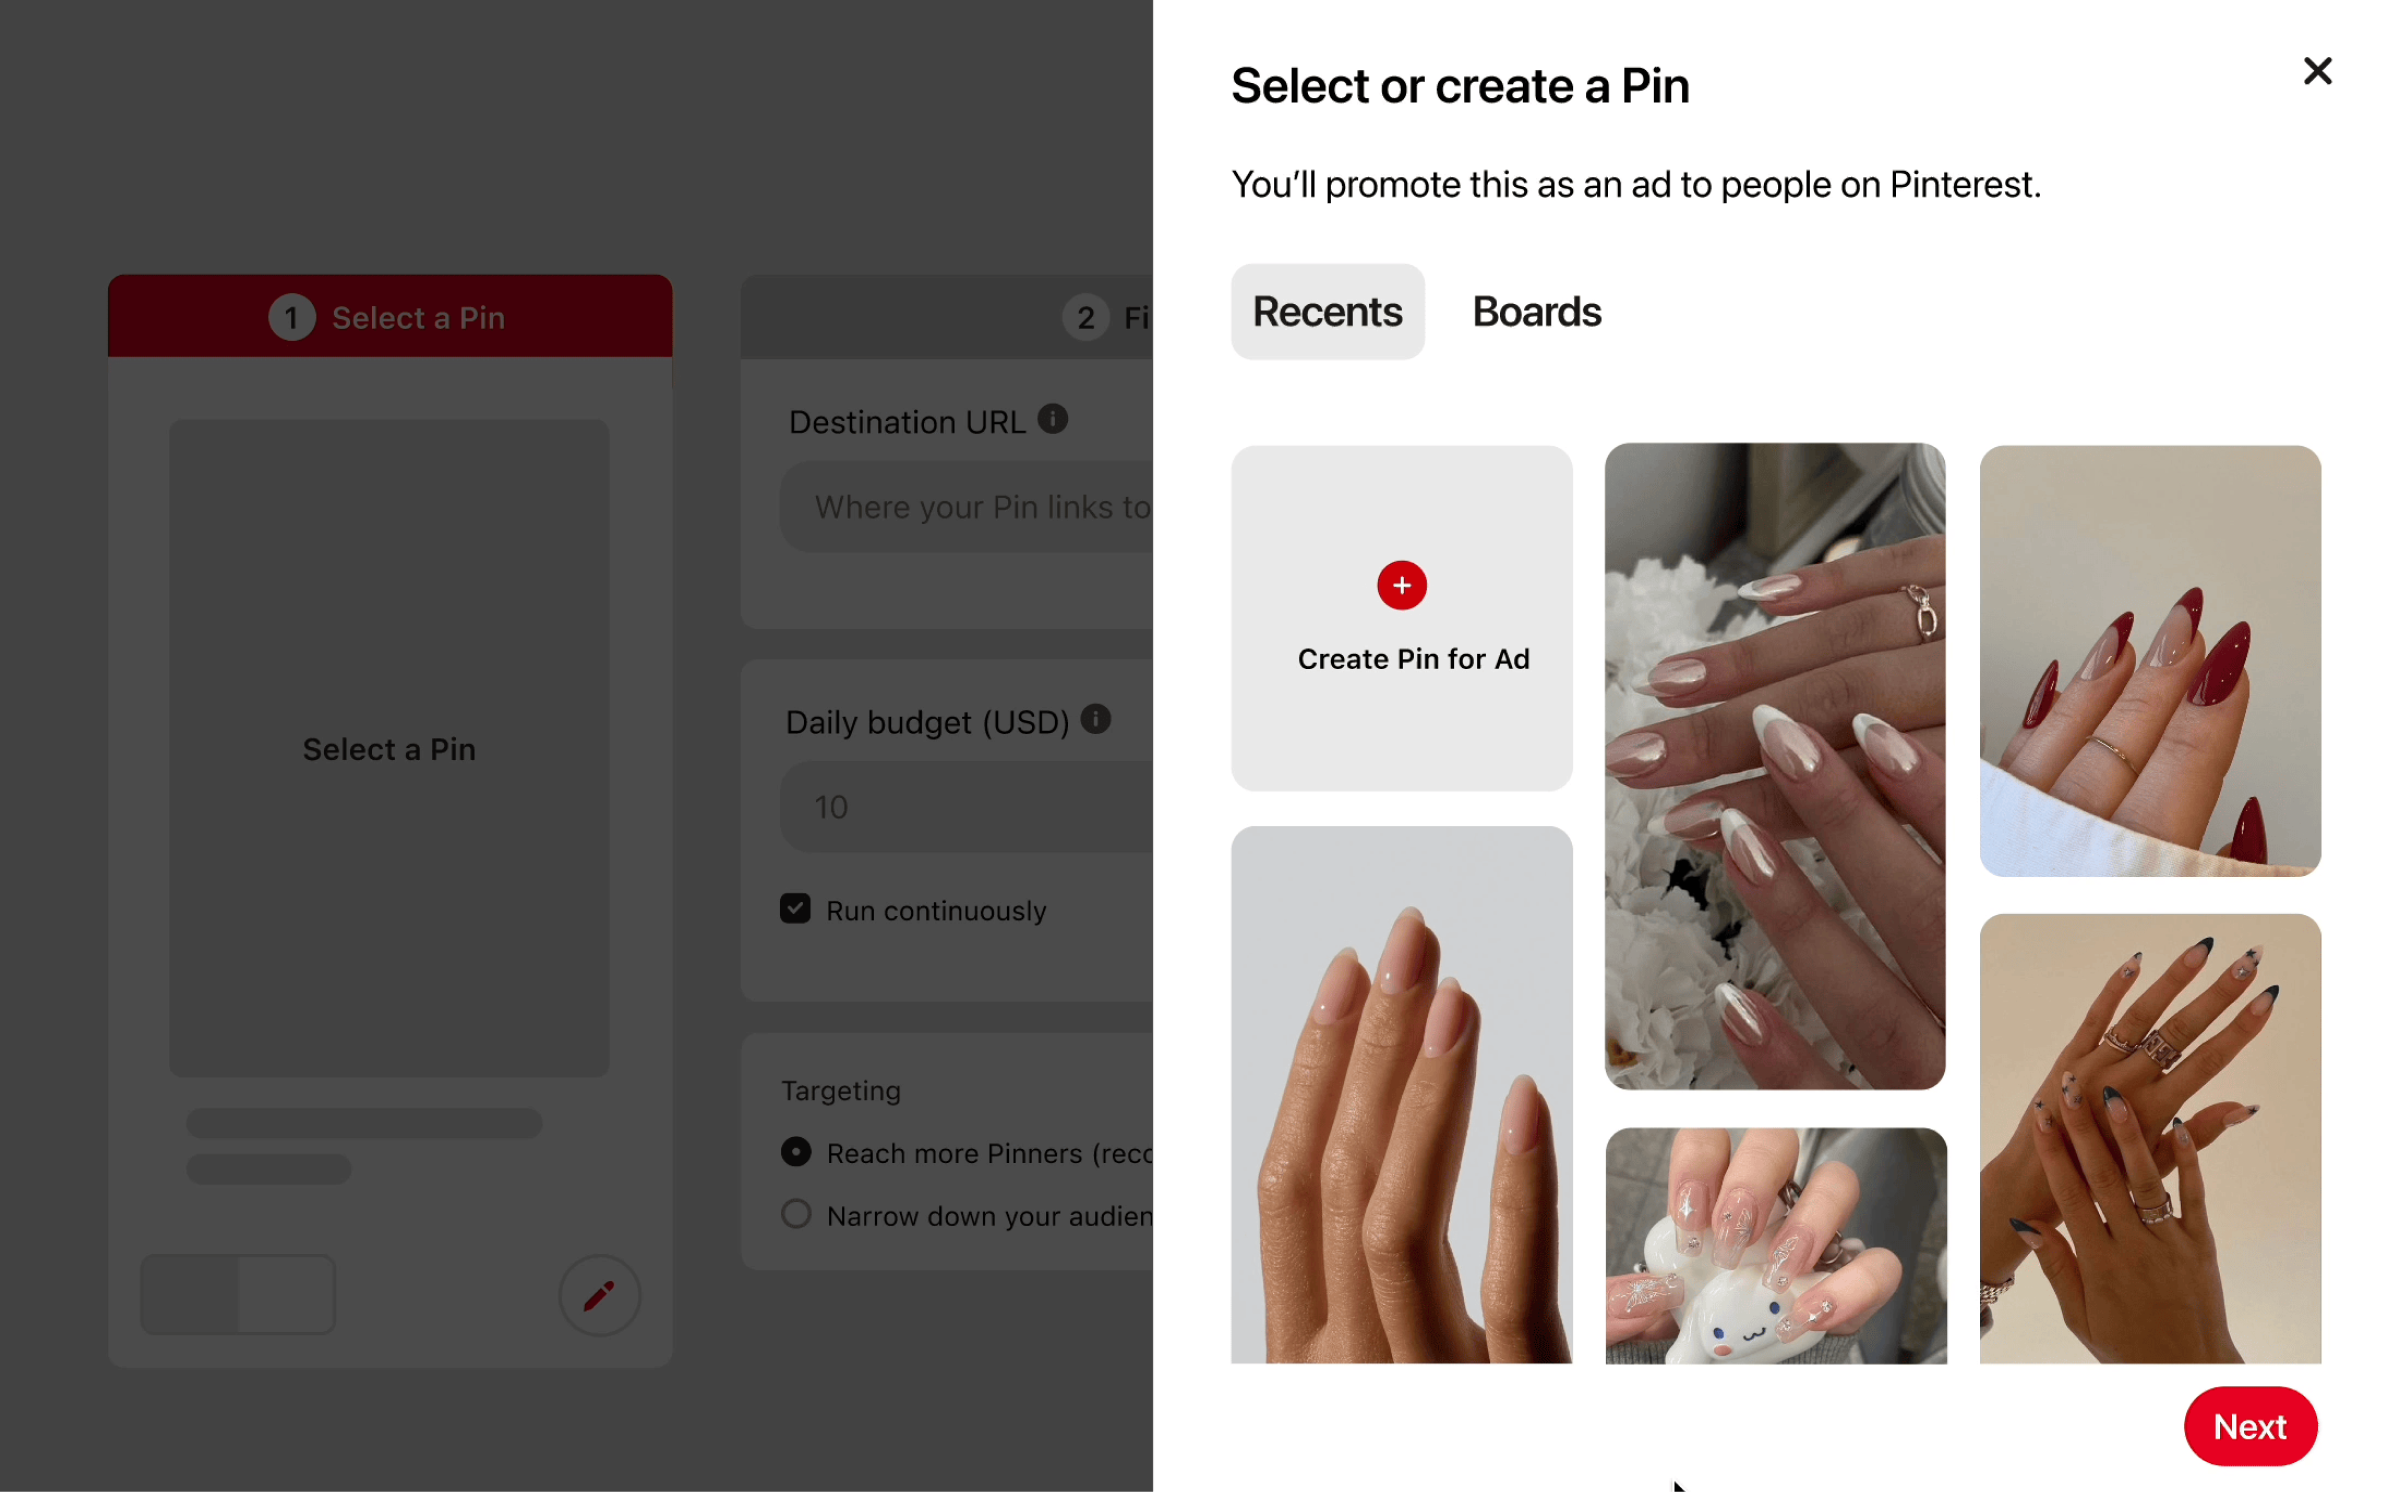 1 Select a Pin
Select a Pin
2 Fi
Destination URL
Where your Pin links to
Daily budget (USD)
10
Run continuously
Targeting
Reach more Pinners (reco
Narrow down your audien
Select or create a Pin
You’ll promote this as an ad to people on Pinterest.
Recents Boards
Create Pin for Ad
Next